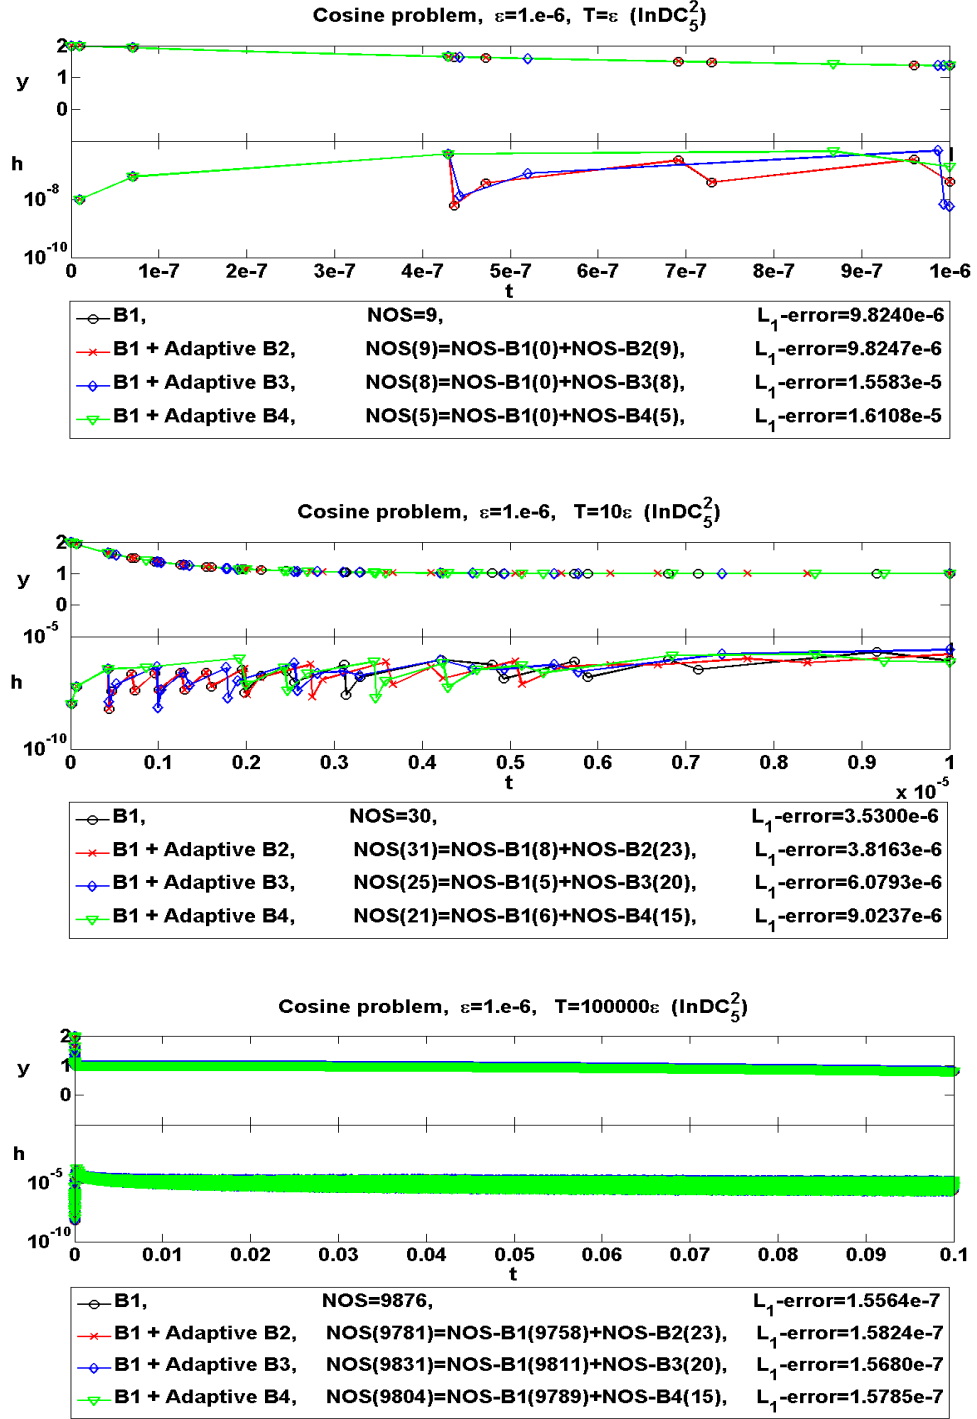 Cosine problem, ε=1.e-6, T=ε (InDC₅²)
2
y
1
0
h
10⁻⁸
10⁻¹⁰
0 1e-7 2e-7 3e-7 4e-7 5e-7 6e-7 7e-7 8e-7 9e-7 1e-6
t
B1, NOS=9, L₁-error=9.8240e-6
B1 + Adaptive B2, NOS(9)=NOS-B1(0)+NOS-B2(9), L₁-error=9.8247e-6
B1 + Adaptive B3, NOS(8)=NOS-B1(0)+NOS-B3(8), L₁-error=1.5583e-5
B1 + Adaptive B4, NOS(5)=NOS-B1(0)+NOS-B4(5), L₁-error=1.6108e-5
Cosine problem, ε=1.e-6, T=10ε (InDC₅²)
2
y
1
0
10⁻⁵
h
10⁻¹⁰
0 0.1 0.2 0.3 0.4 0.5 0.6 0.7 0.8 0.9 1
t
x 10⁻⁵
B1, NOS=30, L₁-error=3.5300e-6
B1 + Adaptive B2, NOS(31)=NOS-B1(8)+NOS-B2(23), L₁-error=3.8163e-6
B1 + Adaptive B3, NOS(25)=NOS-B1(5)+NOS-B3(20), L₁-error=6.0793e-6
B1 + Adaptive B4, NOS(21)=NOS-B1(6)+NOS-B4(15), L₁-error=9.0237e-6
Cosine problem, ε=1.e-6, T=100000ε (InDC₅²)
2
y
1
0
h
10⁻⁵
10⁻¹⁰
0 0.01 0.02 0.03 0.04 0.05 0.06 0.07 0.08 0.09 0.1
t
B1, NOS=9876, L₁-error=1.5564e-7
B1 + Adaptive B2, NOS(9781)=NOS-B1(9758)+NOS-B2(23), L₁-error=1.5824e-7
B1 + Adaptive B3, NOS(9831)=NOS-B1(9811)+NOS-B3(20), L₁-error=1.5680e-7
B1 + Adaptive B4, NOS(9804)=NOS-B1(9789)+NOS-B4(15), L₁-error=1.5785e-7